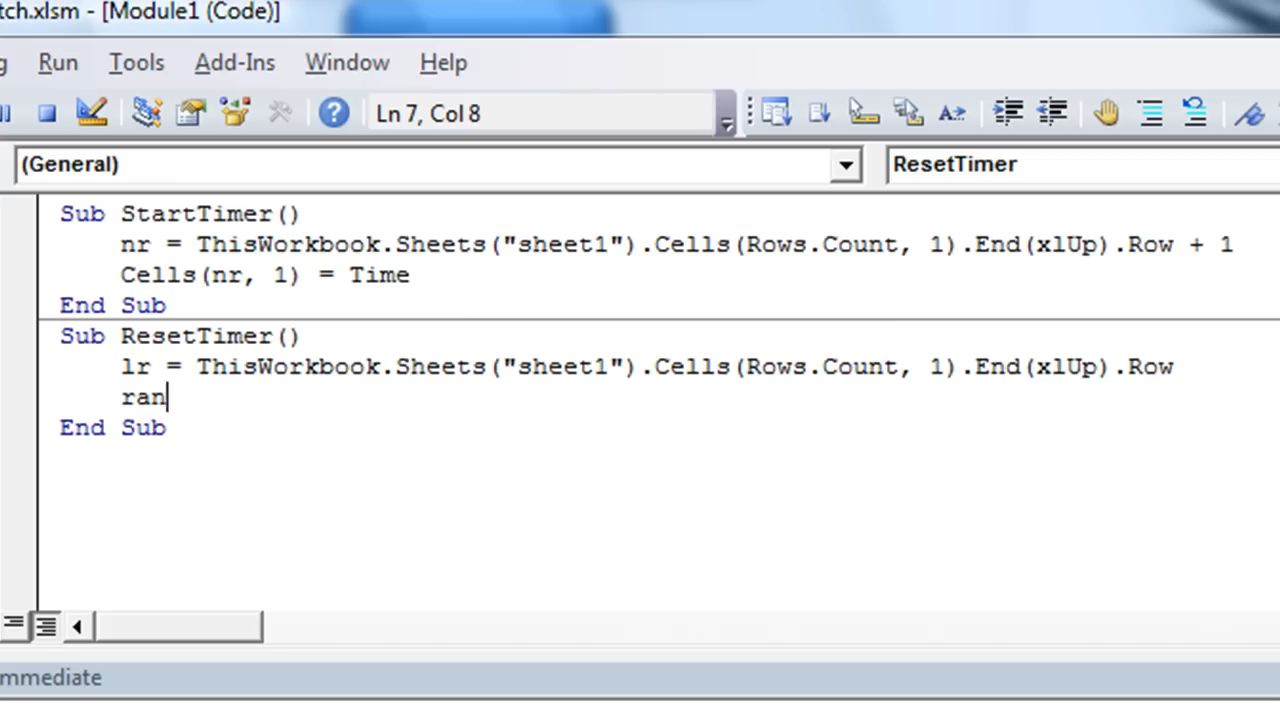 tch.xlsm - [Module1 (Code)]
g Run Tools Add-Ins Window Help
Ln 7, Col 8
(General) ResetTimer
Sub StartTimer()
nr = ThisWorkbook.Sheets("sheet1").Cells(Rows.Count, 1).End(xlUp).Row + 1
Cells(nr, 1) = Time
End Sub
Sub ResetTimer()
lr = ThisWorkbook.Sheets("sheet1").Cells(Rows.Count, 1).End(xlUp).Row
ran
End Sub
mmediate